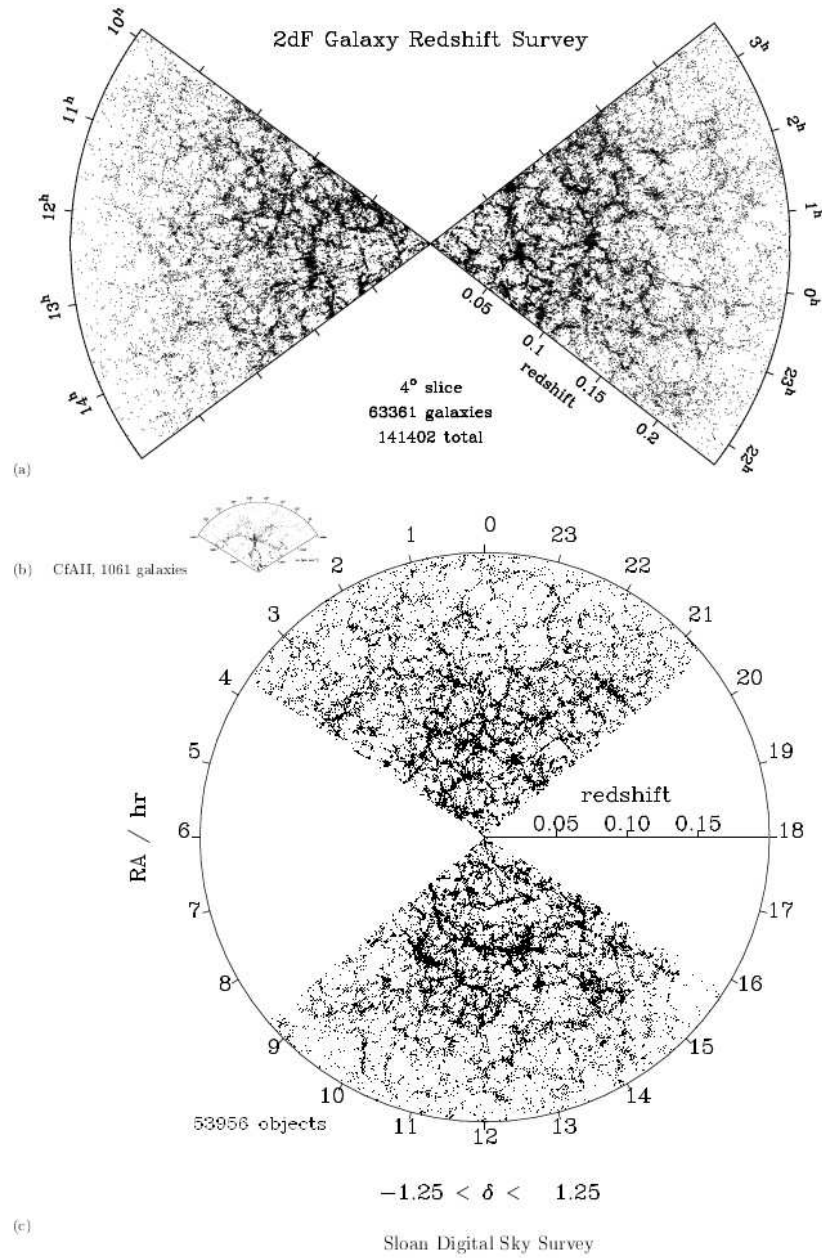 2dF Galaxy Redshift Survey
10ʰ
11ʰ
12ʰ
13ʰ
14ʰ
3ʰ
2ʰ
1ʰ
0ʰ
23ʰ
22ʰ
0.05
0.1
0.15
0.2
redshift
4° slice
63361 galaxies
141402 total
(a)
(b) CfAII, 1061 galaxies
0
1
2
3
4
5
6
7
8
9
10
11
12
13
14
15
16
17
18
19
20
21
22
23
RA / hr
redshift
0.05 0.10 0.15
53956 objects
−1.25 < δ < 1.25
(c)
Sloan Digital Sky Survey